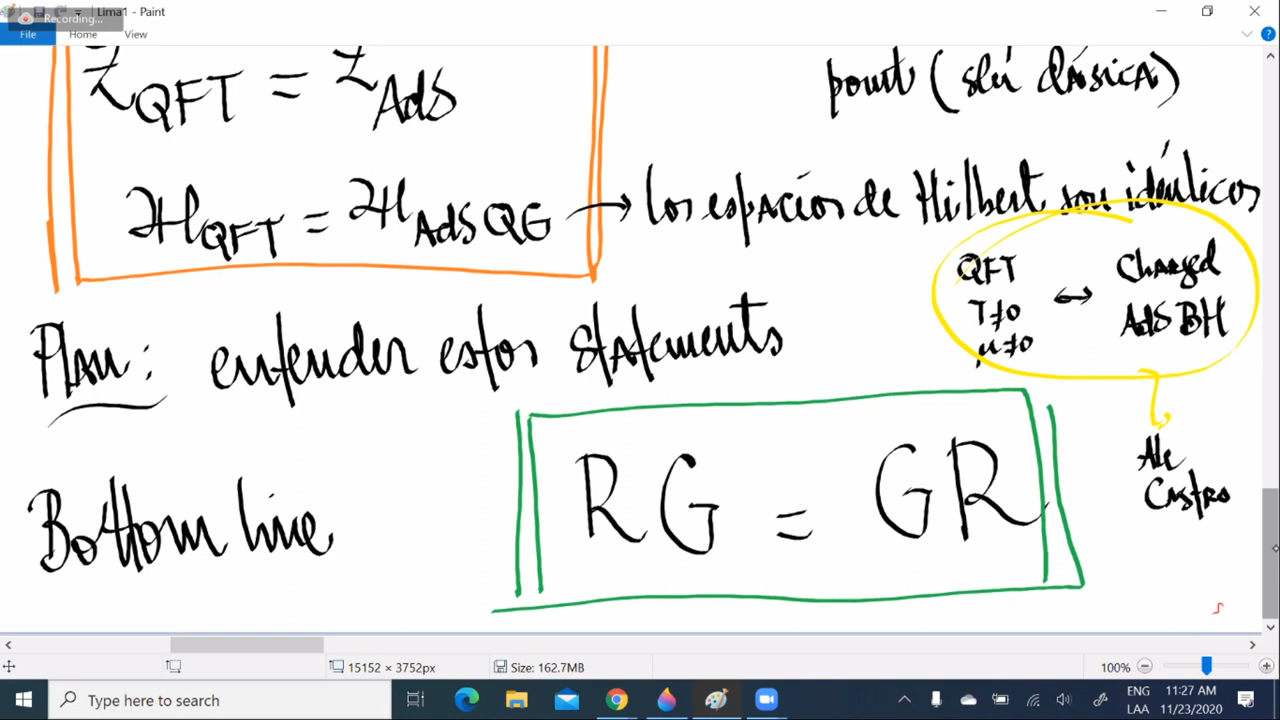 Recording...
Lima1 - Paint
File Home View
Z_QFT = Z_AdS
point (slú clásica)
H_QFT = H_AdS QG → los espacios de Hilbert son idénticos
QFT
T≠0
μ≠0
↔
Charged
AdS BH
Plan: entender estos statements
Ale
Castro
Bottom line
RG = GR
15152 × 3752px
Size: 162.7MB
100%
Type here to search
ENG
LAA
11:27 AM
11/23/2020